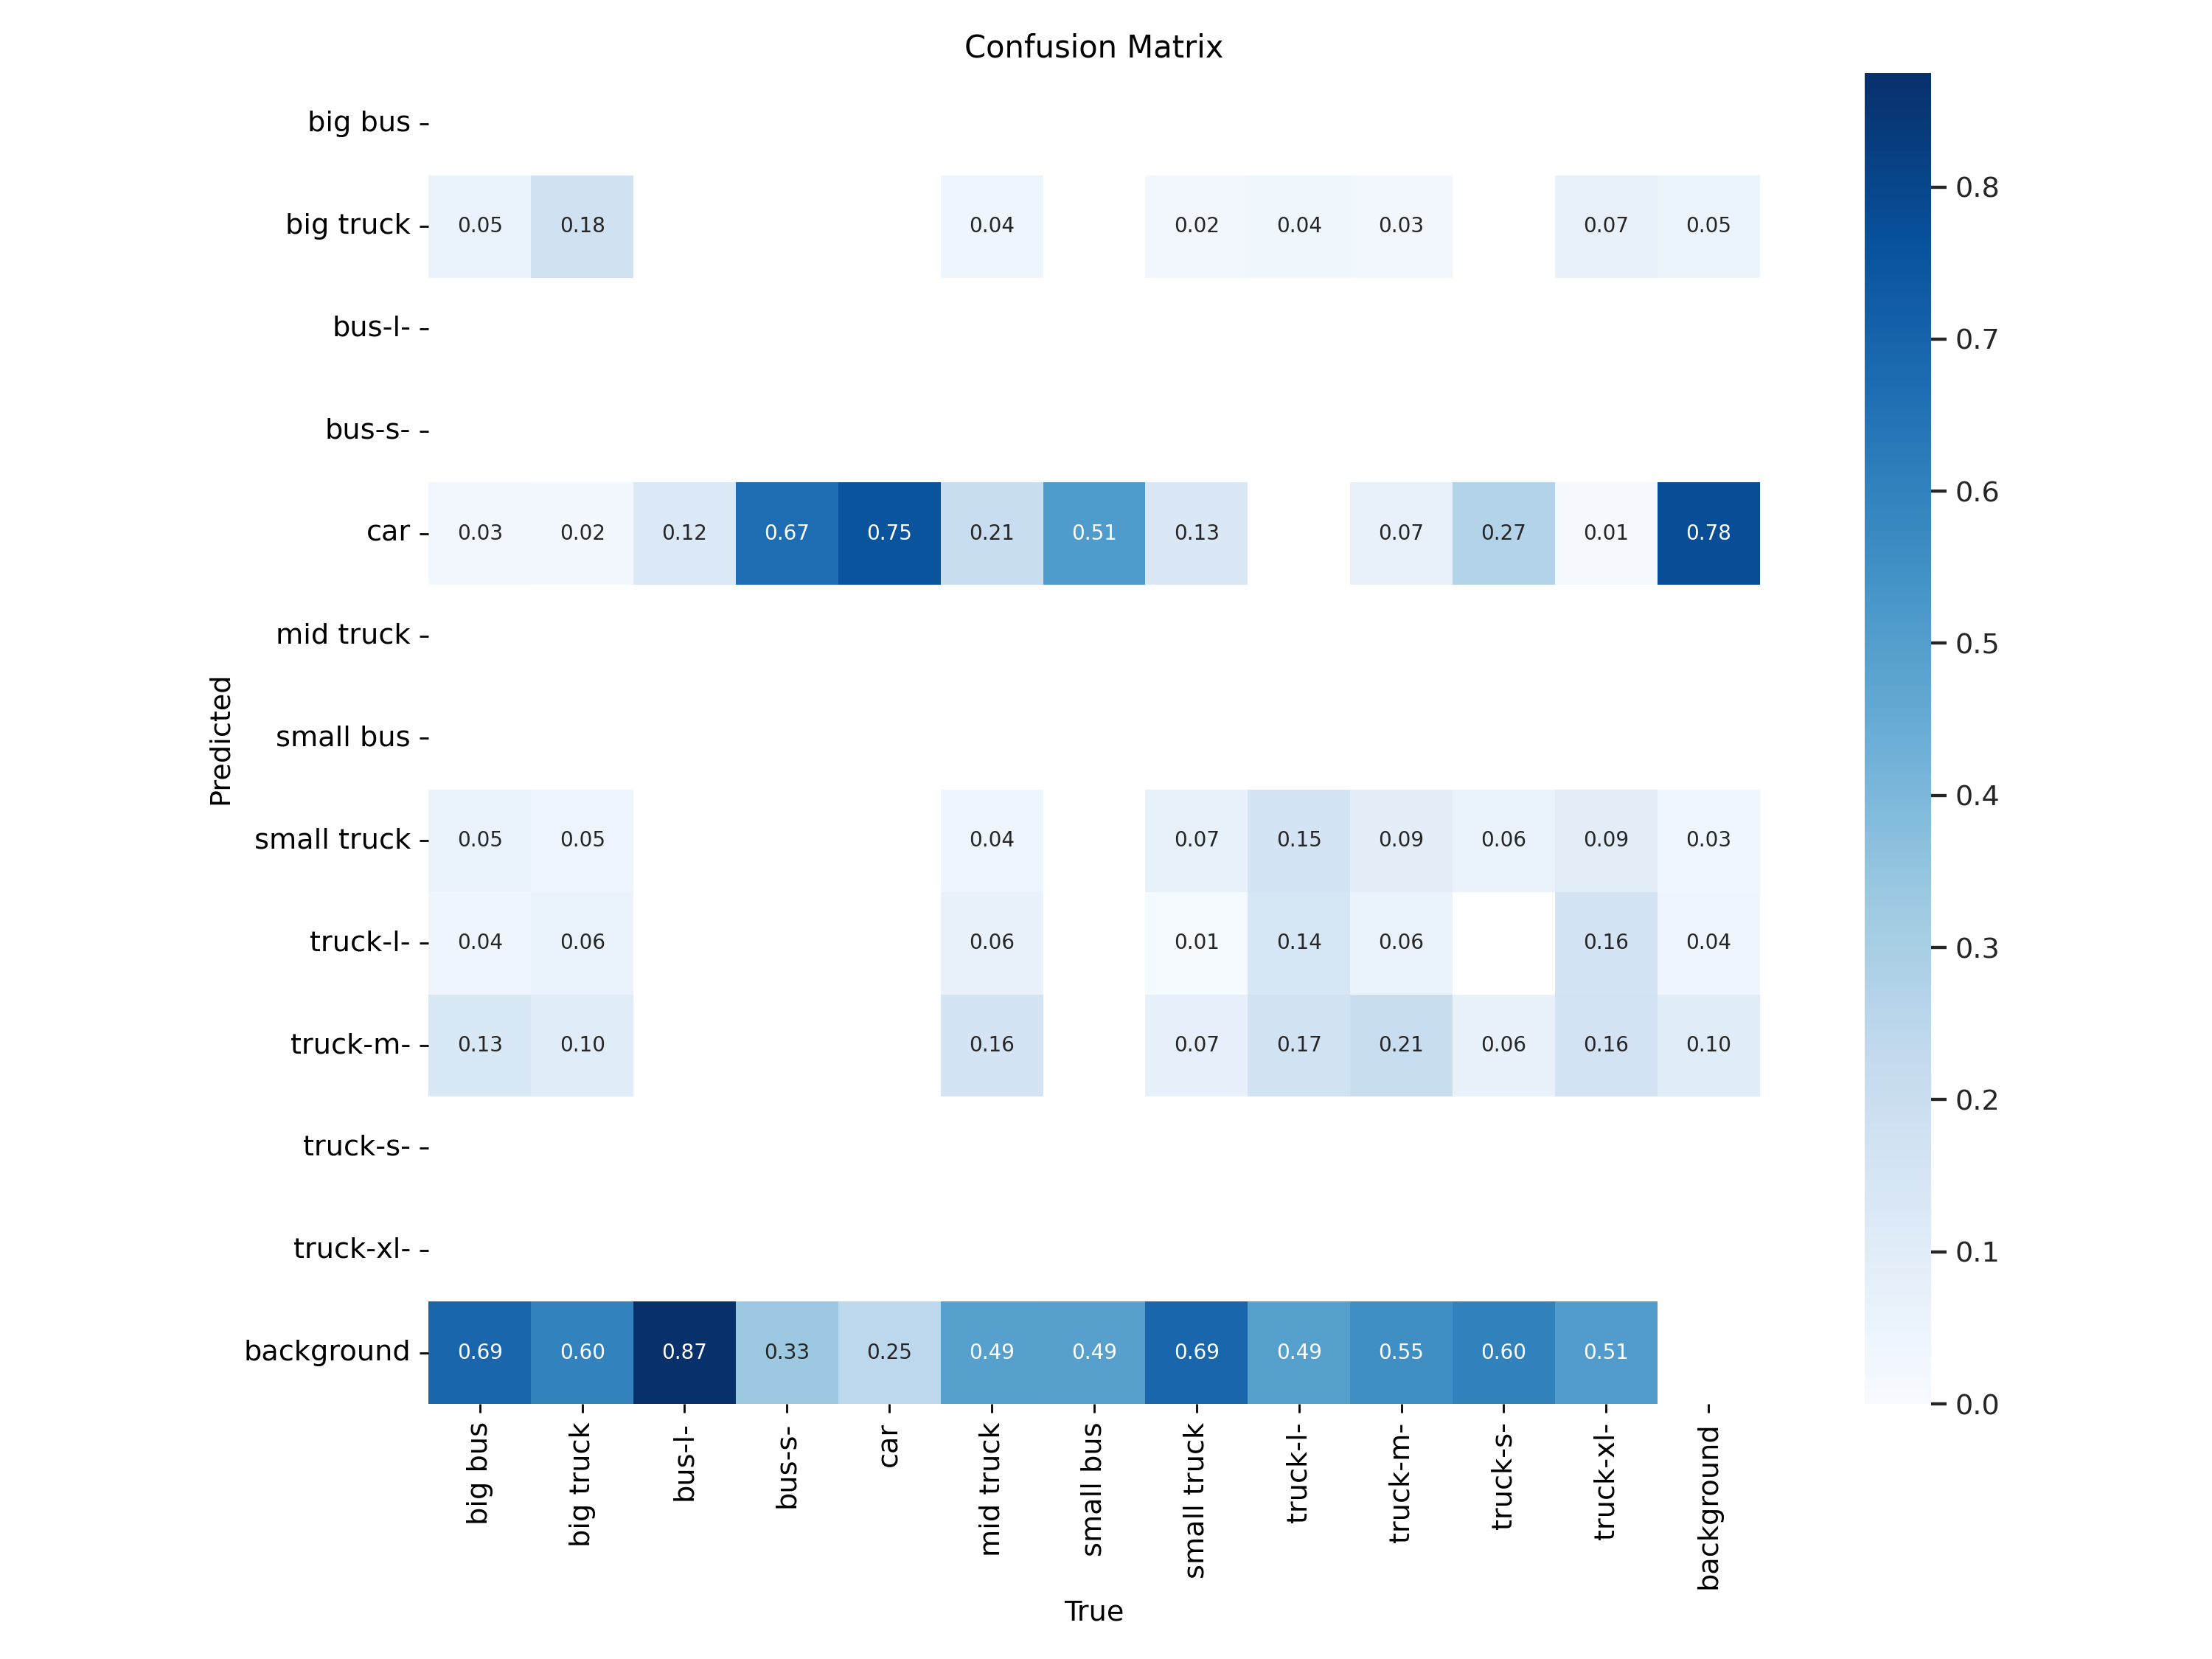 Confusion Matrix
big bus
big truck 0.05 0.18 0.04 0.02 0.04 0.03 0.07 0.05
bus-l-
bus-s-
car 0.03 0.02 0.12 0.67 0.75 0.21 0.51 0.13 0.07 0.27 0.01 0.78
mid truck
small bus
small truck 0.05 0.05 0.04 0.07 0.15 0.09 0.06 0.09 0.03
truck-l- 0.04 0.06 0.06 0.01 0.14 0.06 0.16 0.04
truck-m- 0.13 0.10 0.16 0.07 0.17 0.21 0.06 0.16 0.10
truck-s-
truck-xl-
background 0.69 0.60 0.87 0.33 0.25 0.49 0.49 0.69 0.49 0.55 0.60 0.51
Predicted
big bus
big truck
bus-l-
bus-s-
car
mid truck
small bus
small truck
truck-l-
truck-m-
truck-s-
truck-xl-
background
True
0.8
0.7
0.6
0.5
0.4
0.3
0.2
0.1
0.0